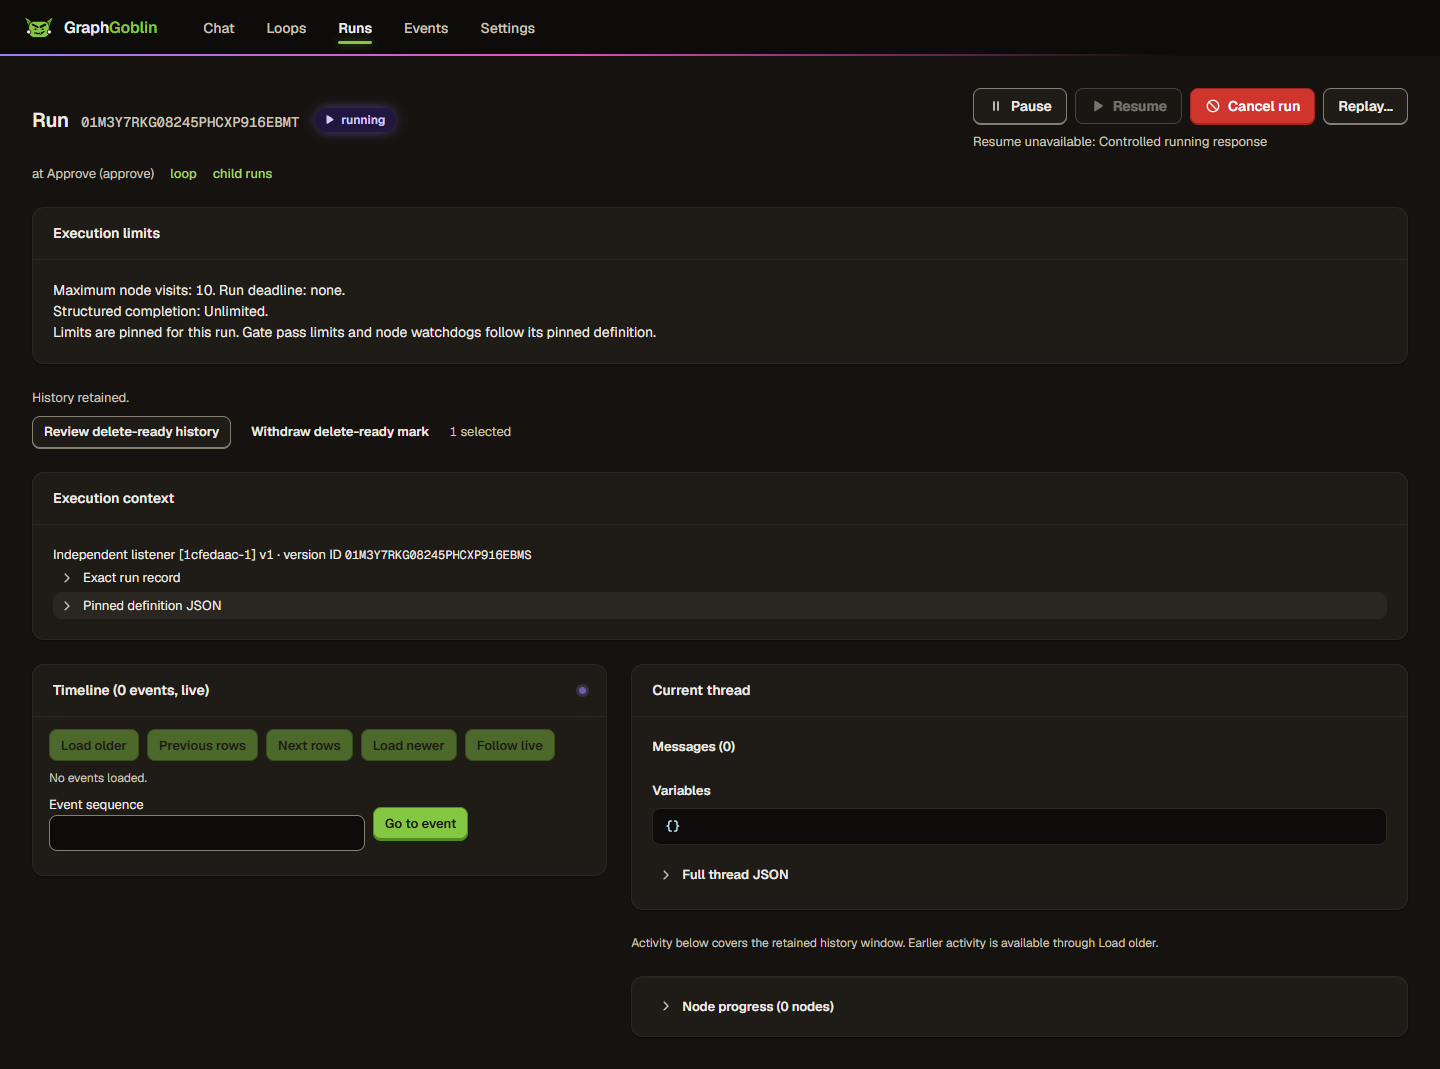 GraphGoblin Chat Loops Runs Events Settings
Run 01M3Y7RKG08245PHCXP916EBMT running
Pause Resume Cancel run Replay...
Resume unavailable: Controlled running response
at Approve (approve) loop child runs
Execution limits
Maximum node visits: 10. Run deadline: none.
Structured completion: Unlimited.
Limits are pinned for this run. Gate pass limits and node watchdogs follow its pinned definition.
History retained.
Review delete-ready history Withdraw delete-ready mark 1 selected
Execution context
Independent listener [1cfedaac-1] v1 · version ID 01M3Y7RKG08245PHCXP916EBMS
Exact run record
Pinned definition JSON
Timeline (0 events, live)
Load older Previous rows Next rows Load newer Follow live
No events loaded.
Event sequence
Go to event
Current thread
Messages (0)
Variables
{}
Full thread JSON
Activity below covers the retained history window. Earlier activity is available through Load older.
Node progress (0 nodes)